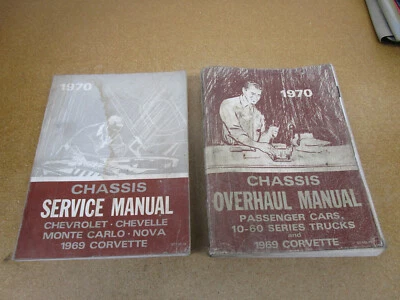 1970
CHASSIS
SERVICE MANUAL
CHEVROLET · CHEVELLE
MONTE CARLO · NOVA
1969 CORVETTE
1970
CHASSIS
OVERHAUL MANUAL
PASSENGER CARS,
10-60 SERIES TRUCKS
and
1969 CORVETTE